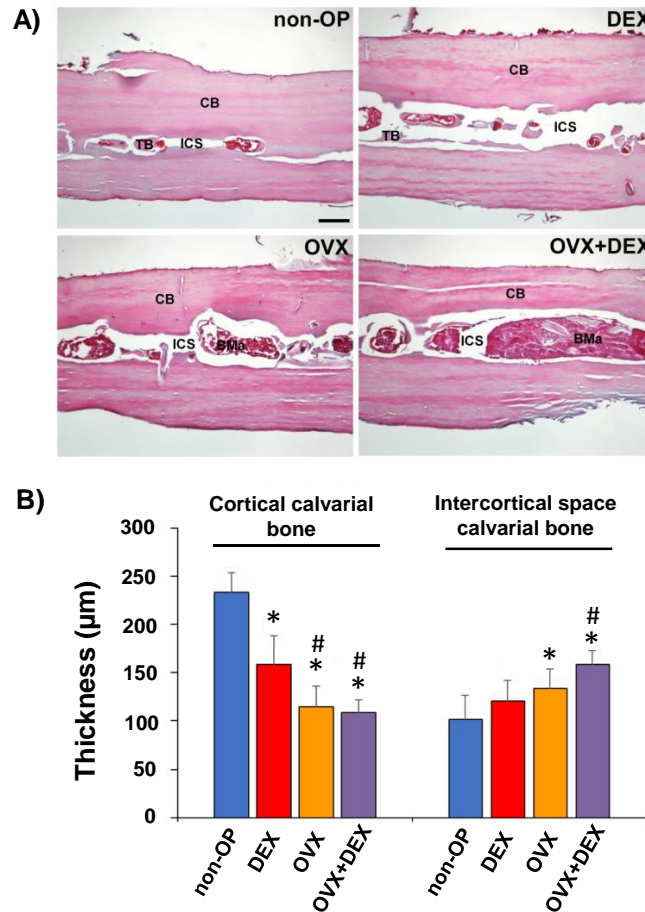 A)
non-OP
CB
TB
ICS
DEX
CB
ICS
TB
OVX
CB
ICS
BMa
OVX+DEX
CB
ICS
BMa
B)
Cortical calvarial
bone
Intercortical space
calvarial bone
Thickness (µm)
300
250
200
150
100
50
0
*
#
*
#
*
*
#
*
non-OP
DEX
OVX
OVX+DEX
non-OP
DEX
OVX
OVX+DEX